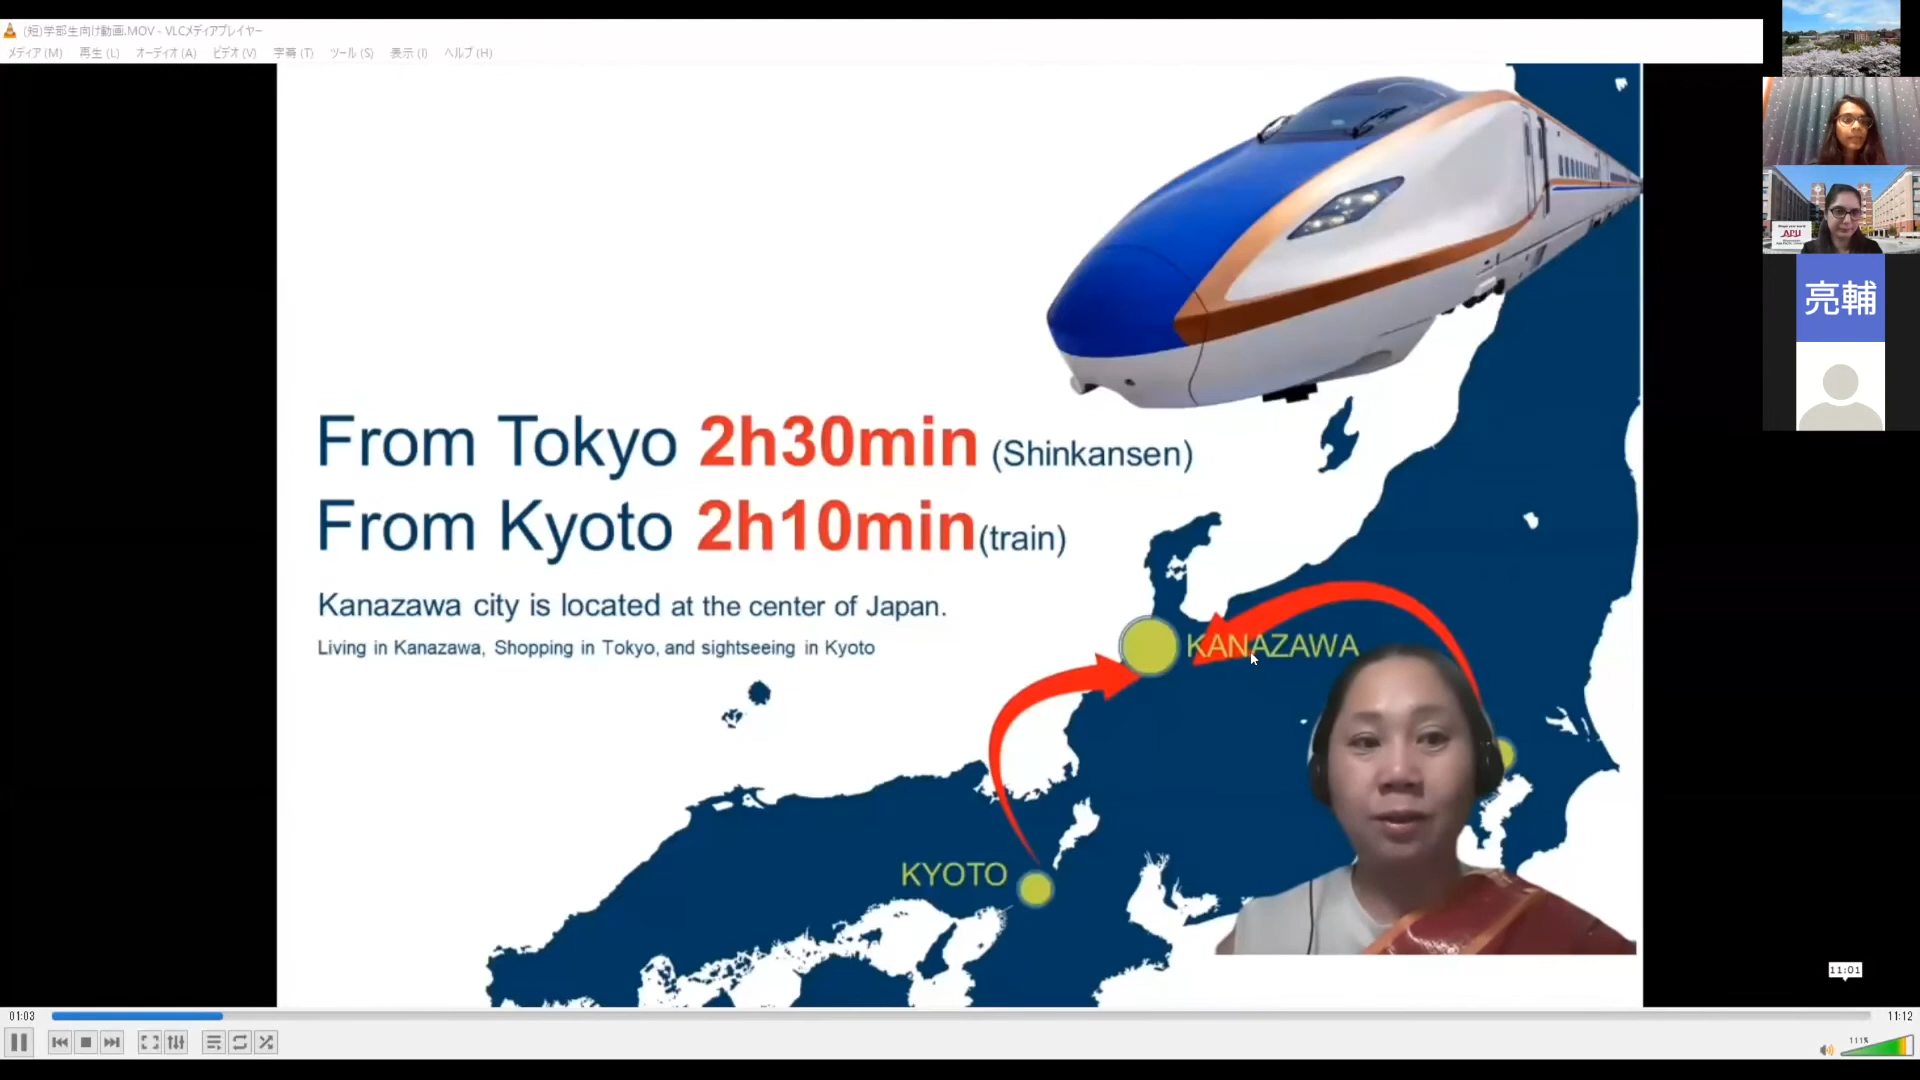 (短)学部生向け動画.MOV - VLCメディアプレイヤー
メディア(M) 再生(L) オーディオ(A) ビデオ(V) 字幕(T) ツール(S) 表示(I) ヘルプ(H)
From Tokyo 2h30min (Shinkansen)
From Kyoto 2h10min(train)
Kanazawa city is located at the center of Japan.
Living in Kanazawa, Shopping in Tokyo, and sightseeing in Kyoto
KANAZAWA
KYOTO
APU
亮輔
11:01
01:03
11:12
111%